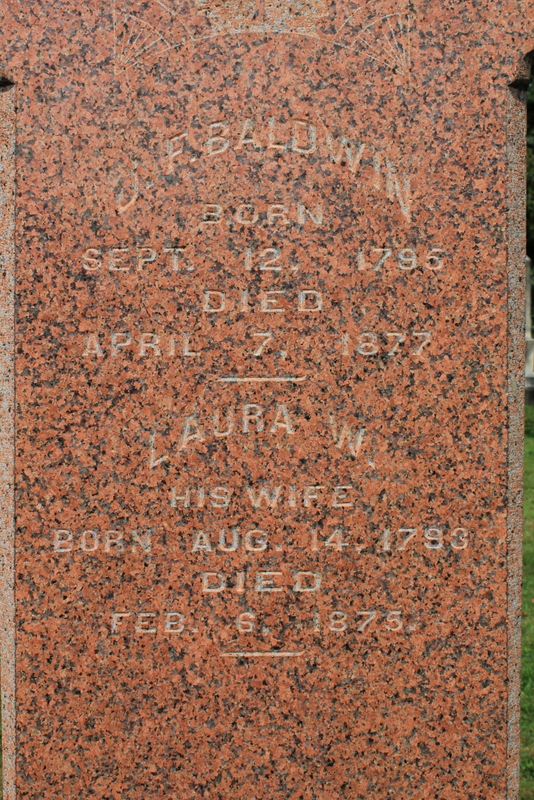 J. F. BALDWIN
BORN
SEPT. 12, 1795
DIED
APRIL 7, 1877
LAURA W.
HIS WIFE
BORN AUG. 14, 1793
DIED
FEB. 6, 1875.